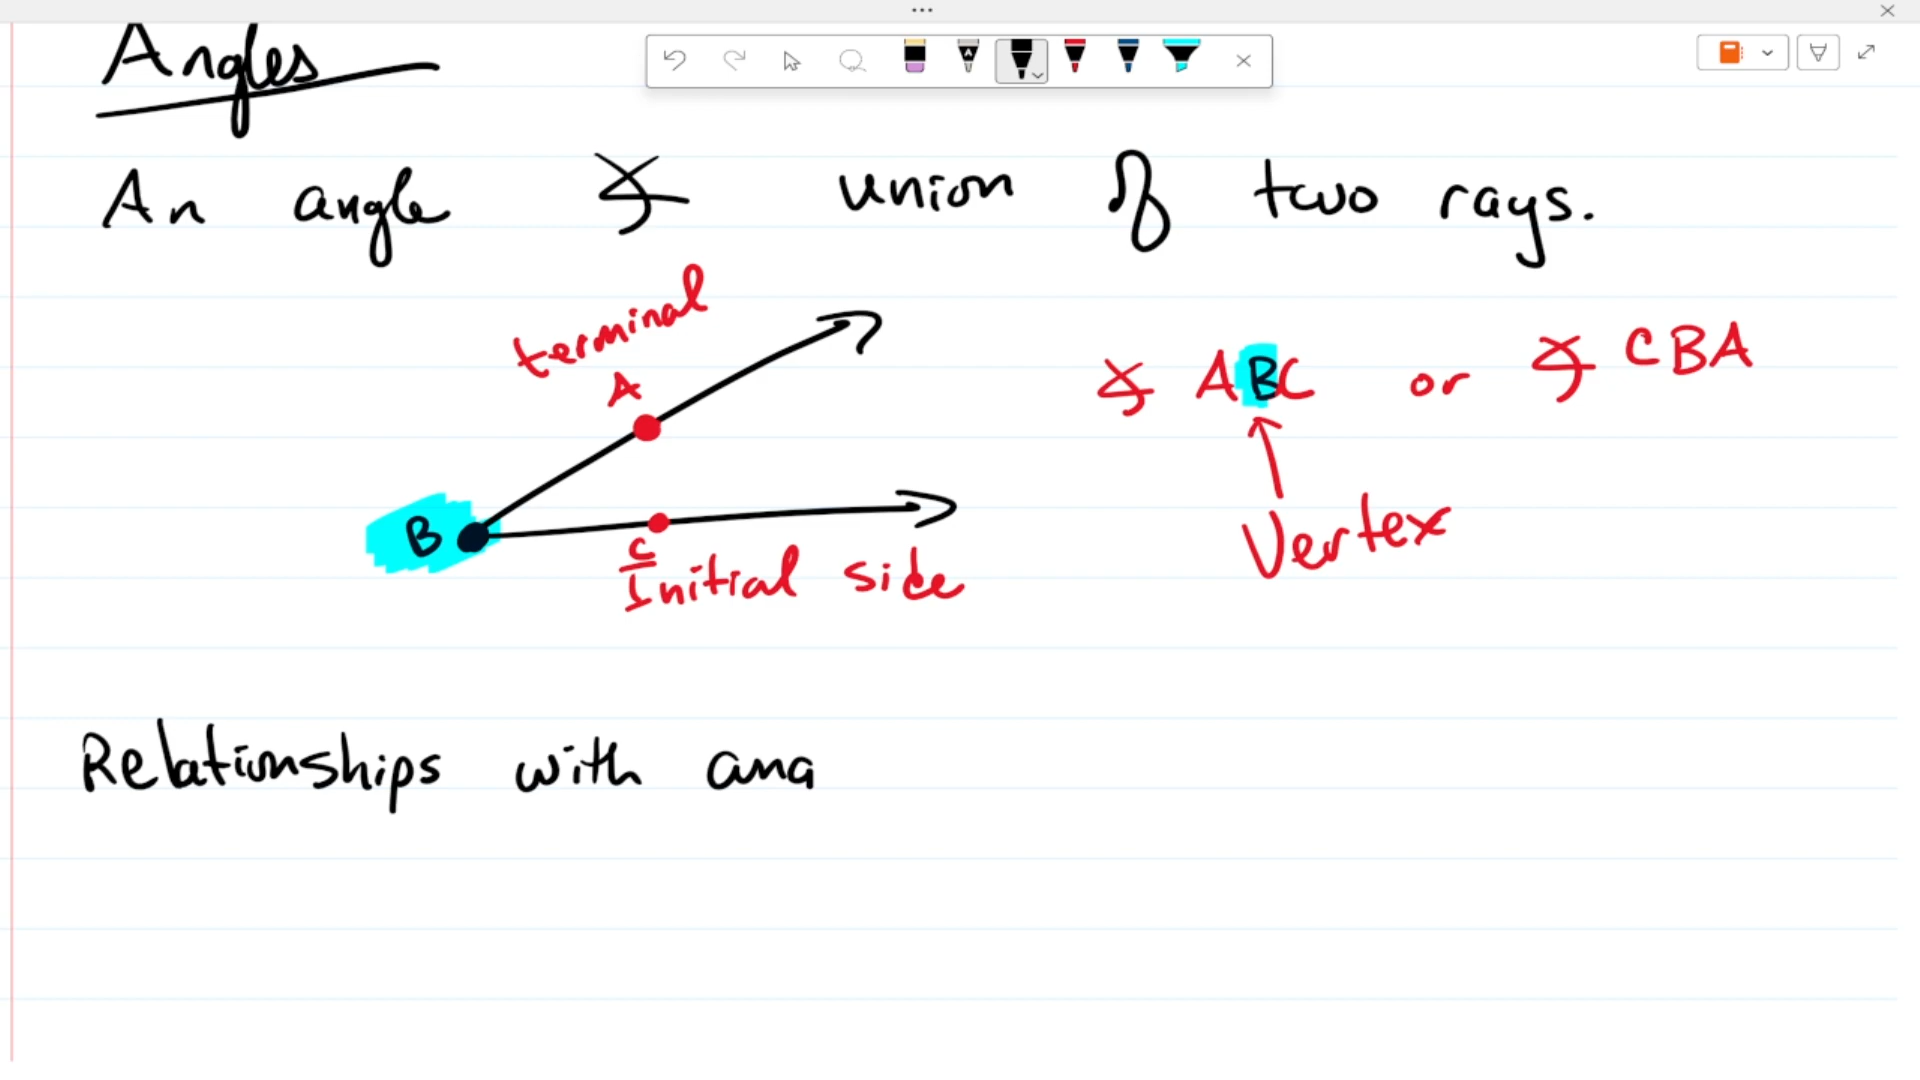 Angles
An angle ∡ union of two rays.
terminal
A
∡ ABC or ∡ CBA
B
C
Initial side
Vertex
Relationships with ang